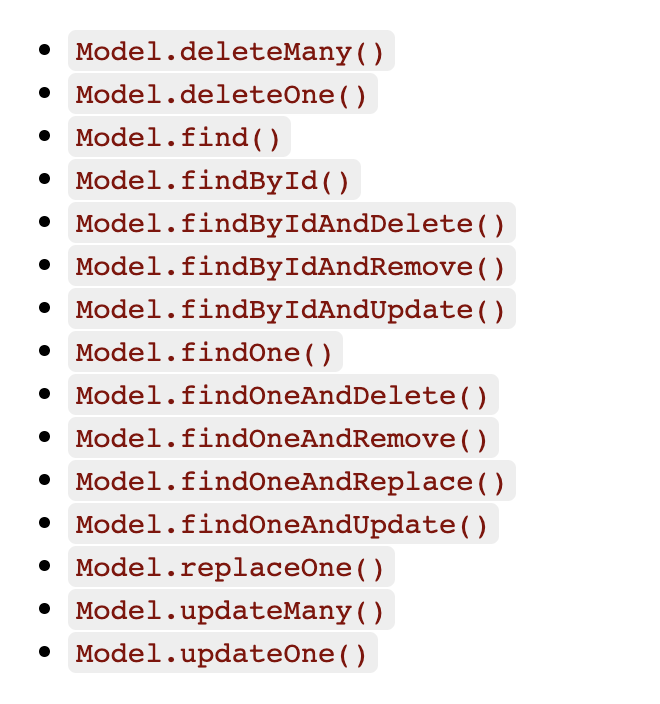 Model.deleteMany()
Model.deleteOne()
Model.find()
Model.findById()
Model.findByIdAndDelete()
Model.findByIdAndRemove()
Model.findByIdAndUpdate()
Model.findOne()
Model.findOneAndDelete()
Model.findOneAndRemove()
Model.findOneAndReplace()
Model.findOneAndUpdate()
Model.replaceOne()
Model.updateMany()
Model.updateOne()